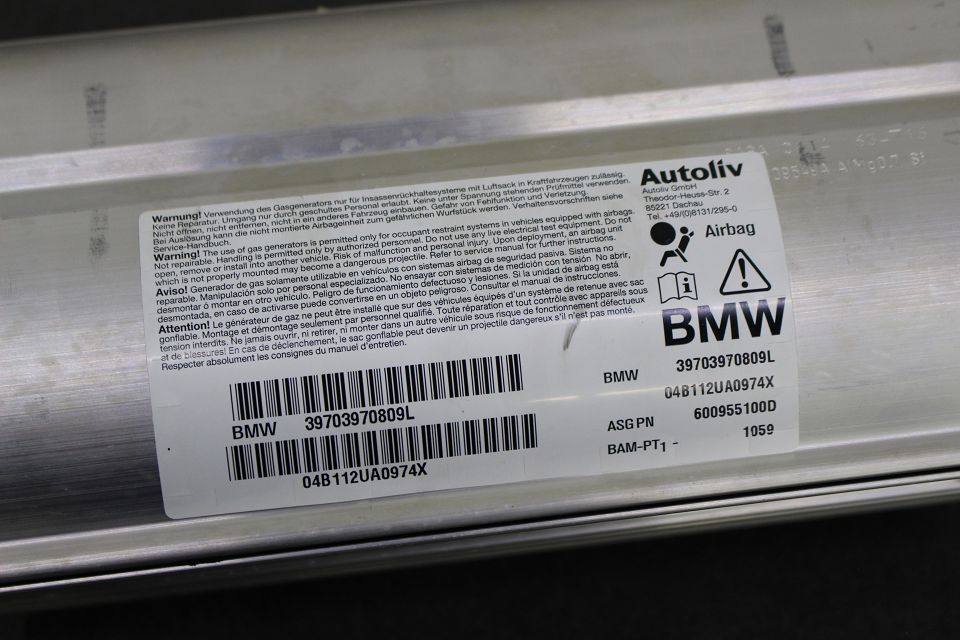 Warnung! Verwendung des Gasgenerators nur für Insassenrückhaltesysteme mit Luftsack in Kraftfahrzeugen zulässig.
Keine Reparatur. Umgang nur durch geschultes Personal erlaubt. Keine unter Spannung stehenden Prüfmittel verwenden.
Nicht öffnen, nicht entfernen, nicht in ein anderes Fahrzeug einbauen. Gefahr von Fehlfunktion und Verletzung.
Bei Auslösung kann die nicht montierte Airbageinheit zum gefährlichen Wurfstück werden. Verhaltensvorschriften siehe
Service-Handbuch.
Warning! The use of gas generators is permitted only for occupant restraint systems in vehicles equipped with airbags.
Not repairable. Handling is permitted only by authorized personnel. Do not use any live electrical test equipment. Do not
open, remove or install into another vehicle. Risk of malfunction and personal injury. Upon deployment, an airbag unit
which is not properly mounted may become a dangerous projectile. Refer to service manual for further instructions.
Aviso! Generador de gas solamente utilizable en vehículos con sistemas airbag de seguridad pasiva. Sistema no
reparable. Manipulación solo por personal especializado. No ensayar con sistemas de medición con tensión. No abrir,
desmontar ó montar en otro vehículo. Peligro de funcionamiento defectuoso y lesiones. Si la unidad de airbag está
desmontada, en caso de activarse puede convertirse en un objeto peligroso. Consultar el manual de instrucciones.
Attention! Le générateur de gaz ne peut être installé que sur des véhicules équipés d'un système de retenue avec sac
gonflable. Montage et démontage seulement par personnel qualifié. Toute réparation et tout contrôle avec appareils sous
tension interdits. Ne jamais ouvrir, ni retirer, ni monter dans un autre véhicule sous risque de fonctionnement défectueux
et de blessures! En cas de déclenchement, le sac gonflable peut devenir un projectile dangereux s'il n'est pas monté.
Respecter absolument les consignes du manuel d'entretien.
Autoliv
Autoliv GmbH
Theodor-Heuss-Str. 2
85221 Dachau
Tel. +49/(0)8131/295-0
Airbag
BMW
BMW 39703970809L
04B112UA0974X
BMW 39703970809L
04B112UA0974X
ASG PN 600955100D
BAM-PT1 - 1059